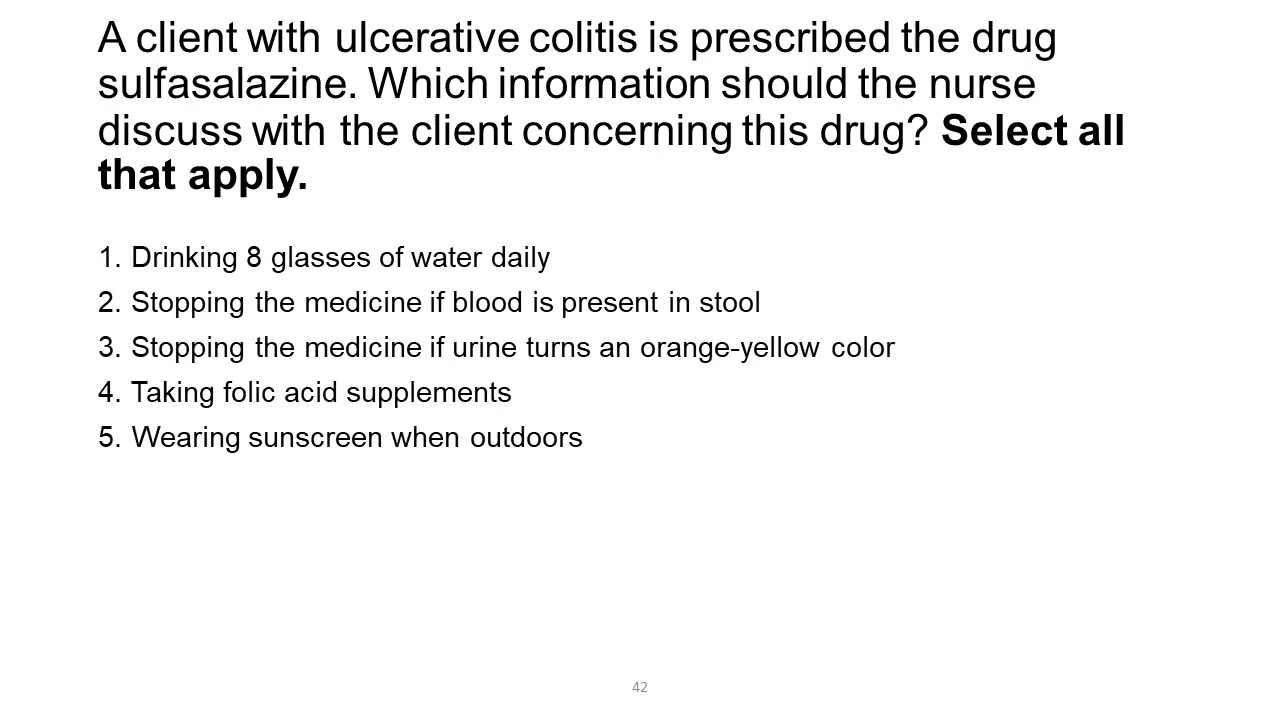 A client with ulcerative colitis is prescribed the drug
sulfasalazine. Which information should the nurse
discuss with the client concerning this drug? Select all
that apply.
1. Drinking 8 glasses of water daily
2. Stopping the medicine if blood is present in stool
3. Stopping the medicine if urine turns an orange-yellow color
4. Taking folic acid supplements
5. Wearing sunscreen when outdoors
42